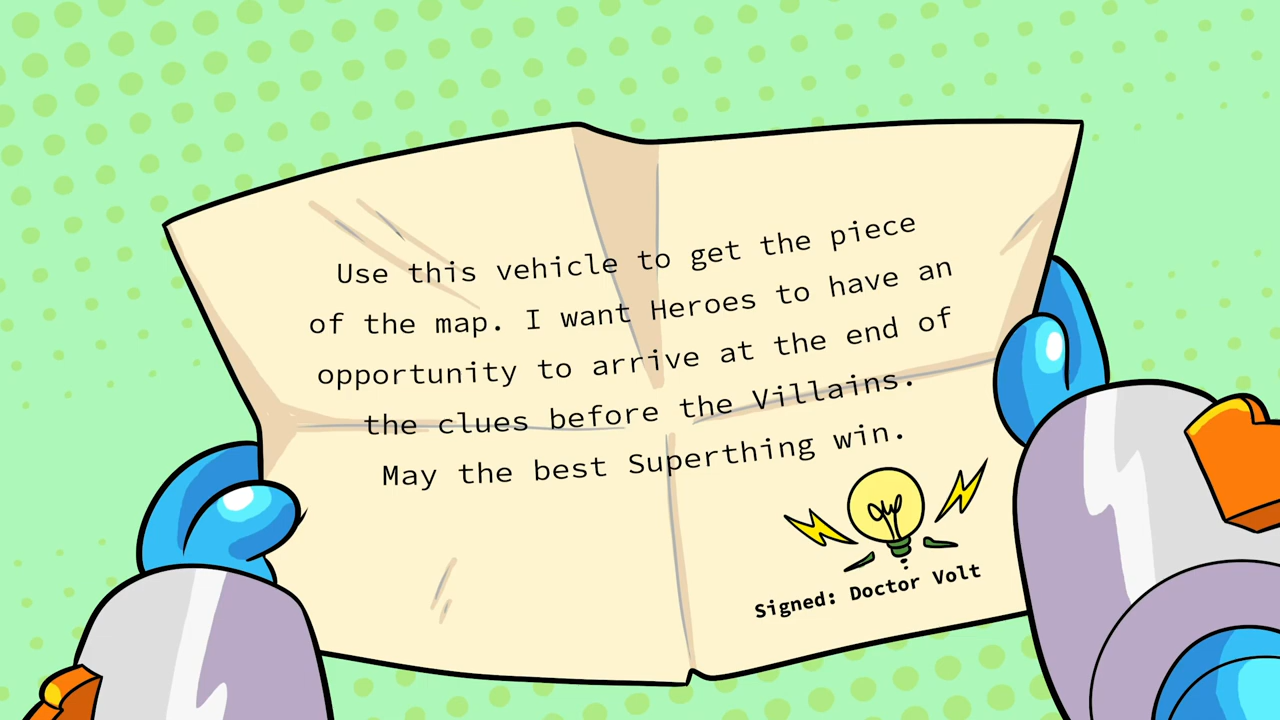 Use this vehicle to get the piece
of the map. I want Heroes to have an
opportunity to arrive at the end of
the clues before the Villains.
May the best Superthing win.
Signed: Doctor Volt